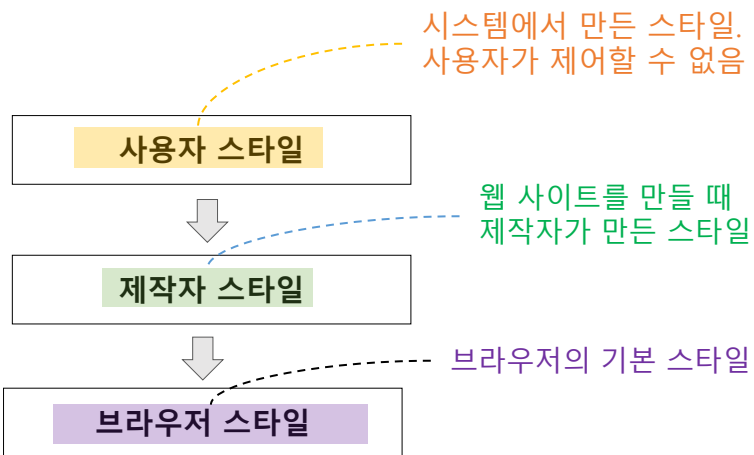 시스템에서 만든 스타일.
사용자가 제어할 수 없음
사용자 스타일
웹 사이트를 만들 때
제작자가 만든 스타일
제작자 스타일
브라우저의 기본 스타일
브라우저 스타일